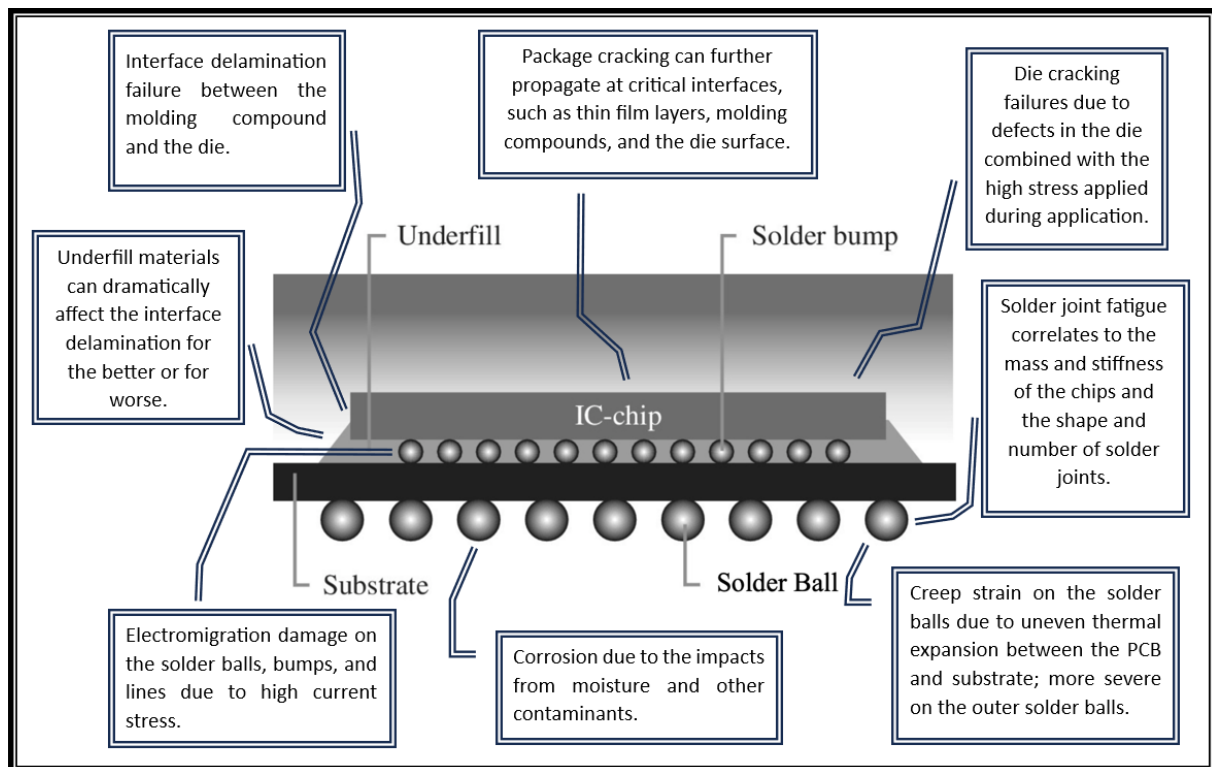 Interface delamination
failure between the
molding compound
and the die.
Package cracking can further
propagate at critical interfaces,
such as thin film layers, molding
compounds, and the die surface.
Die cracking
failures due to
defects in the die
combined with the
high stress applied
during application.
Underfill materials
can dramatically
affect the interface
delamination for
the better or for
worse.
Underfill
Solder bump
Solder joint fatigue
correlates to the
mass and stiffness
of the chips and
the shape and
number of solder
joints.
IC-chip
Substrate
Solder Ball
Electromigration damage on
the solder balls, bumps, and
lines due to high current
stress.
Corrosion due to the impacts
from moisture and other
contaminants.
Creep strain on the solder
balls due to uneven thermal
expansion between the PCB
and substrate; more severe
on the outer solder balls.